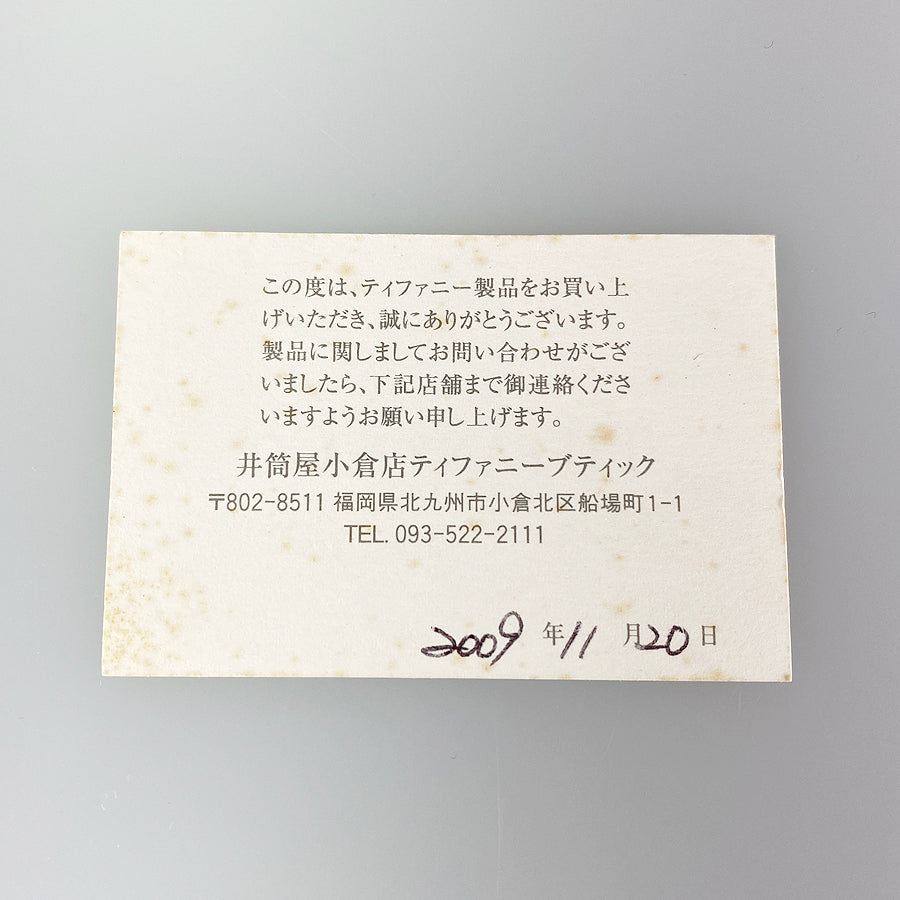 この度は、ティファニー製品をお買い上
げいただき、誠にありがとうございます。
製品に関しましてお問い合わせがござ
いましたら、下記店舗まで御連絡くださ
いますようお願い申し上げます。
井筒屋小倉店ティファニーブティック
〒802-8511 福岡県北九州市小倉北区船場町1-1
TEL. 093-522-2111
2009 年 11 月 20 日